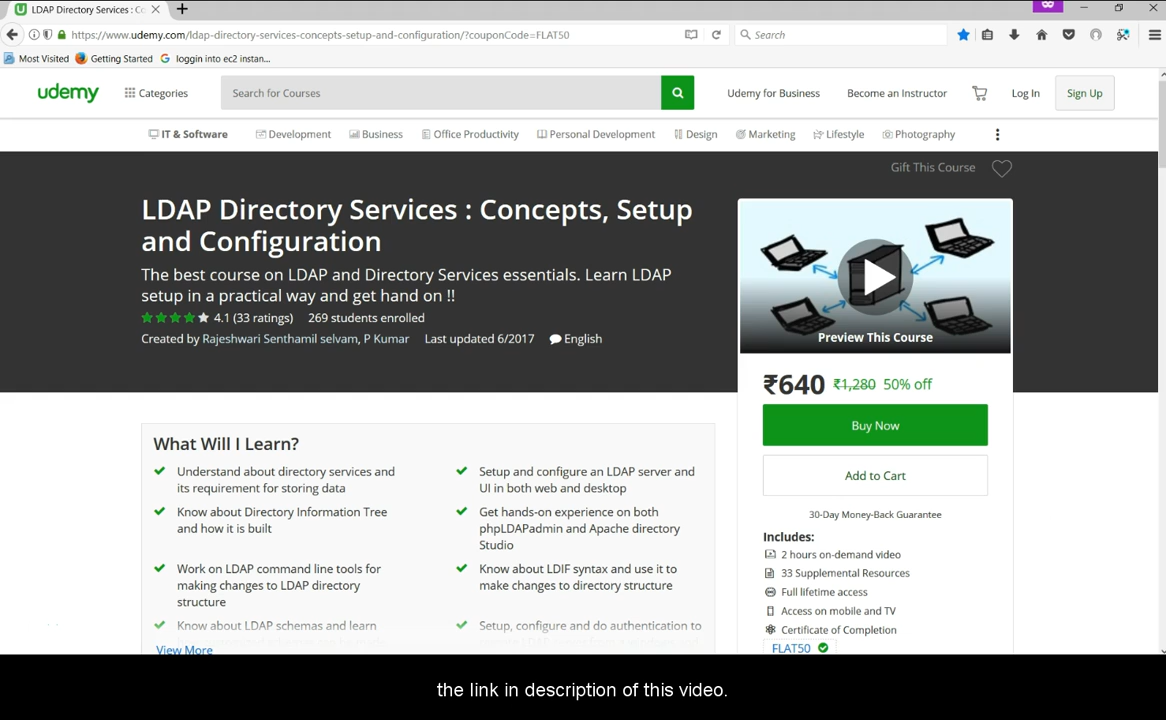 LDAP Directory Services : Co
https://www.udemy.com/ldap-directory-services-concepts-setup-and-configuration/?couponCode=FLAT50
Search
Most Visited Getting Started loggin into ec2 instan...
udemy Categories Search for Courses Udemy for Business Become an Instructor Log In Sign Up
IT & Software Development Business Office Productivity Personal Development Design Marketing Lifestyle Photography
Gift This Course
LDAP Directory Services : Concepts, Setup
and Configuration
The best course on LDAP and Directory Services essentials. Learn LDAP
setup in a practical way and get hand on !!
4.1 (33 ratings) 269 students enrolled
Created by Rajeshwari Senthamil selvam, P Kumar Last updated 6/2017 English
Preview This Course
₹640 ₹1,280 50% off
Buy Now
Add to Cart
30-Day Money-Back Guarantee
Includes:
2 hours on-demand video
33 Supplemental Resources
Full lifetime access
Access on mobile and TV
Certificate of Completion
FLAT50
What Will I Learn?
Understand about directory services and
its requirement for storing data
Know about Directory Information Tree
and how it is built
Work on LDAP command line tools for
making changes to LDAP directory
structure
Know about LDAP schemas and learn
View More
Setup and configure an LDAP server and
UI in both web and desktop
Get hands-on experience on both
phpLDAPadmin and Apache directory
Studio
Know about LDIF syntax and use it to
make changes to directory structure
Setup, configure and do authentication to
the link in description of this video.